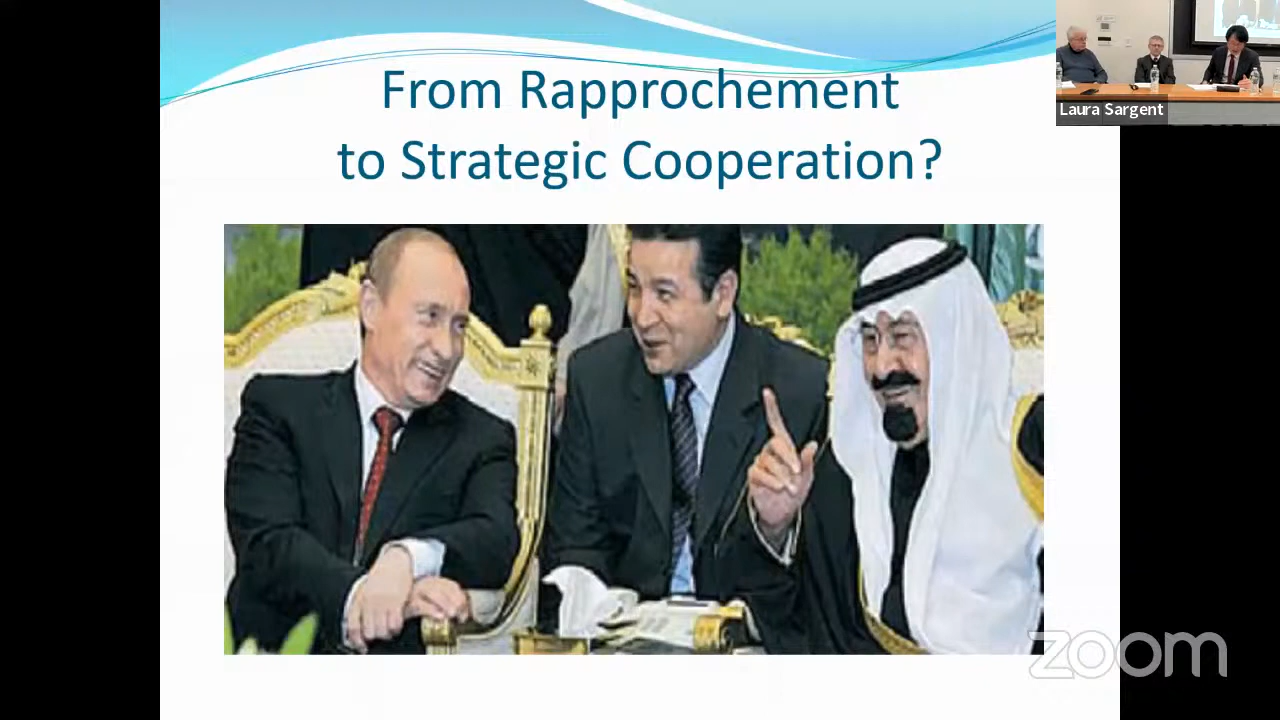 From Rapprochement
to Strategic Cooperation?
Laura Sargent
zoom